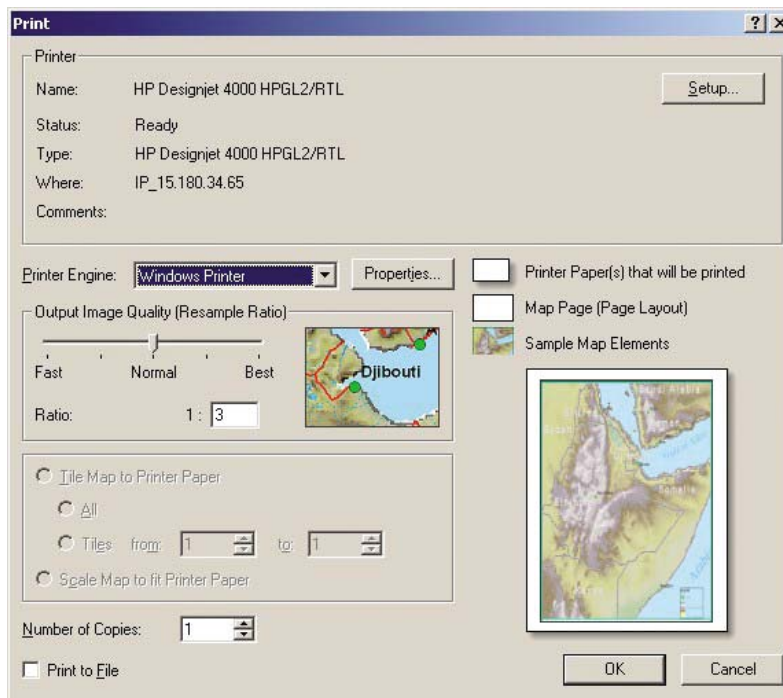 Print
Printer
Name: HP Designjet 4000 HPGL2/RTL
Setup...
Status: Ready
Type: HP Designjet 4000 HPGL2/RTL
Where: IP_15.180.34.65
Comments:
Printer Engine: Windows Printer
Properties...
Printer Paper(s) that will be printed
Map Page (Page Layout)
Sample Map Elements
Output Image Quality (Resample Ratio)
Fast Normal Best
Ratio: 1 : 3
Djibouti
Tile Map to Printer Paper
All
Tiles from: 1 to: 1
Scale Map to fit Printer Paper
Number of Copies: 1
Print to File
Saudi Arabia
Somalia
OK
Cancel